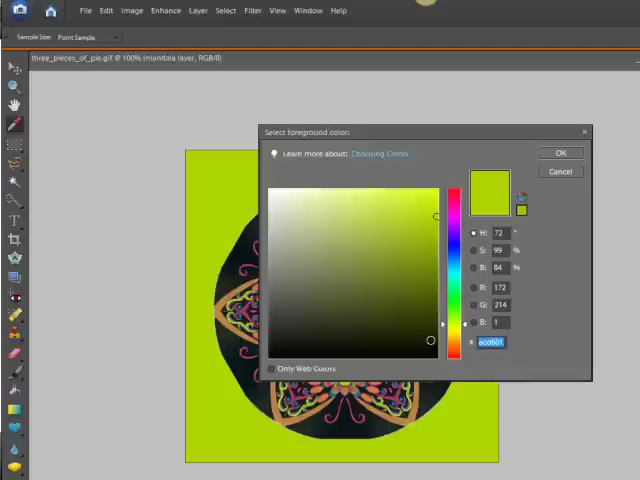 File Edit Image Enhance Layer Select Filter View Window Help
Sample Size: Point Sample
three_pieces_of_pie.gif @ 100% (mandala layer, RGB/8)
Select foreground color:
Learn more about: Choosing Color
OK
Cancel
H: 72 °
S: 99 %
B: 84 %
R: 172
G: 214
B: 1
# acd601
Only Web Colors